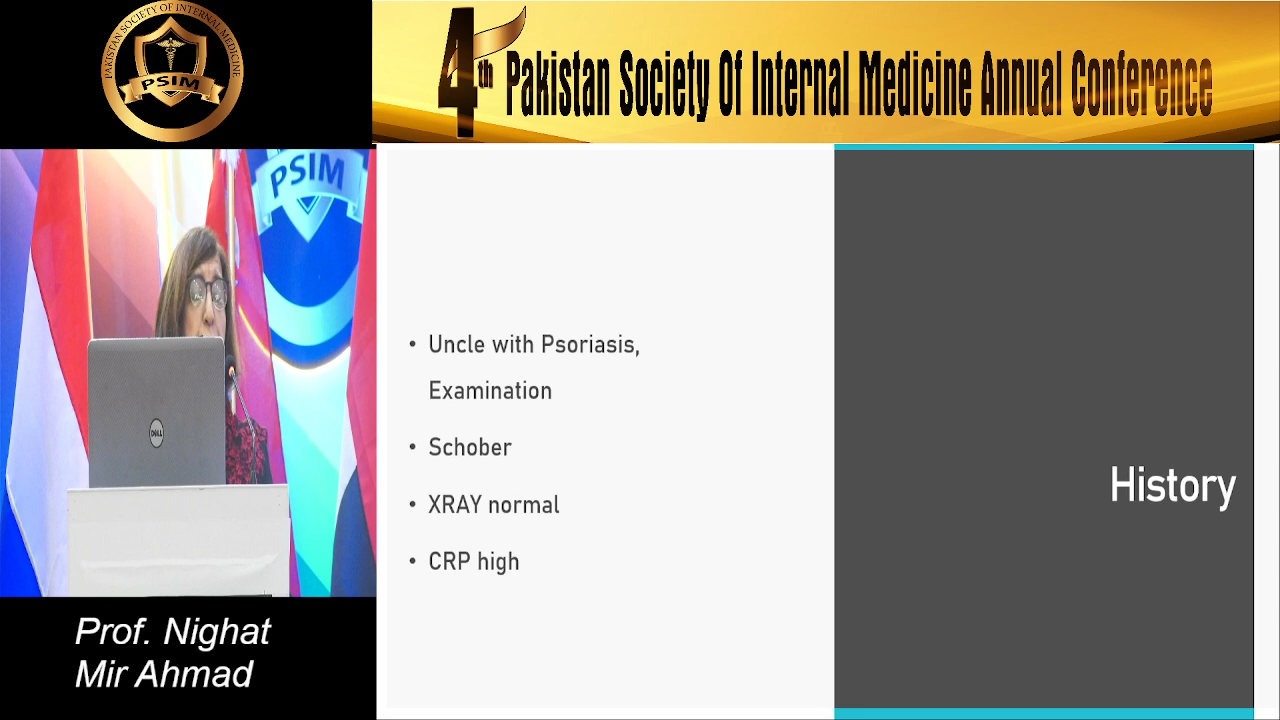 PAKISTAN SOCIETY OF INTERNAL MEDICINE
PSIM
4th Pakistan Society Of Internal Medicine Annual Conference
PSIM
DELL
• Uncle with Psoriasis,
Examination
• Schober
• XRAY normal
• CRP high
History
Prof. Nighat
Mir Ahmad